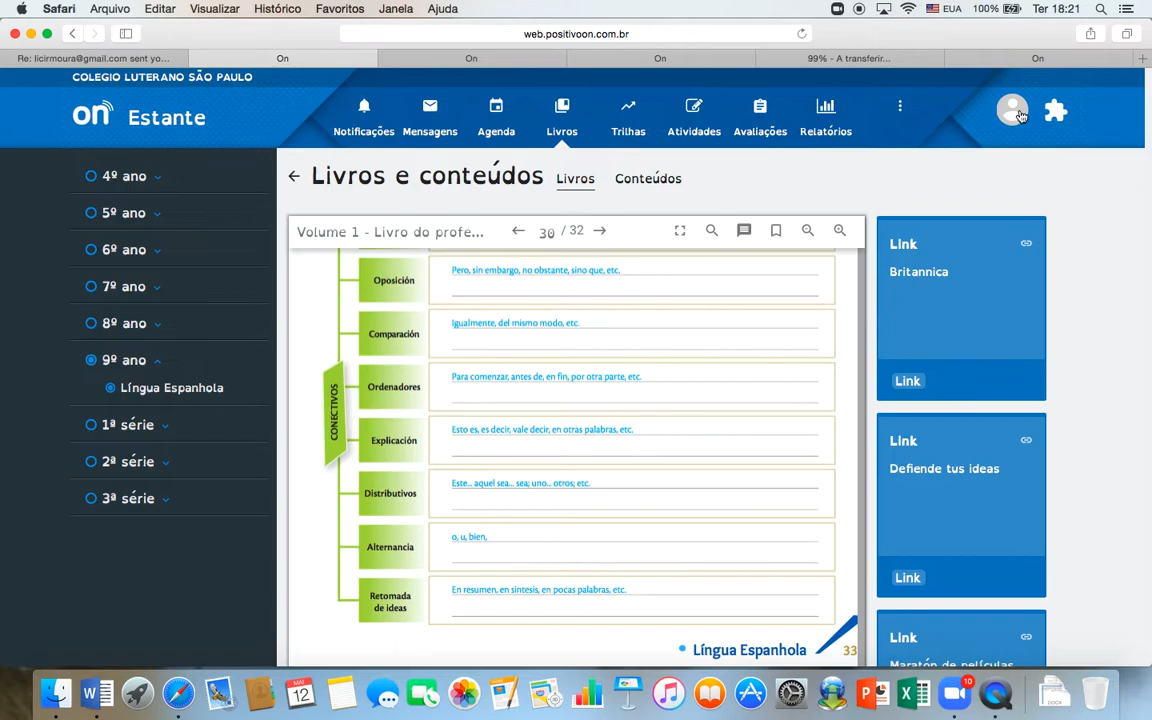 Safari Arquivo Editar Visualizar Histórico Favoritos Janela Ajuda EUA 100% Ter 18:21
web.positivoon.com.br
Re: licirmoura@gmail.com sent yo... On On On 99% - A transferir... On
COLEGIO LUTERANO SÃO PAULO
on Estante
Notificações Mensagens Agenda Livros Trilhas Atividades Avaliações Relatórios
4º ano
5º ano
6º ano
7º ano
8º ano
9º ano
Língua Espanhola
1ª série
2ª série
3ª série
Livros e conteúdos Livros Conteúdos
Volume 1 - Livro do profe... 30 / 32
CONECTIVOS
Oposición Pero, sin embargo, no obstante, sino que, etc.
Comparación Igualmente, del mismo modo, etc.
Ordenadores Para comenzar, antes de, en fin, por otra parte, etc.
Explicación Esto es, es decir, vale decir, en otras palabras, etc.
Distributivos Este... aquel sea... sea; uno... otros; etc.
Alternancia o, u, bien,
Retomada de ideas En resumen, en síntesis, en pocas palabras, etc.
Língua Espanhola 33
Link
Britannica
Link
Link
Defiende tus ideas
Link
Link
Maratón de películas
MAI
12
10
DOCX